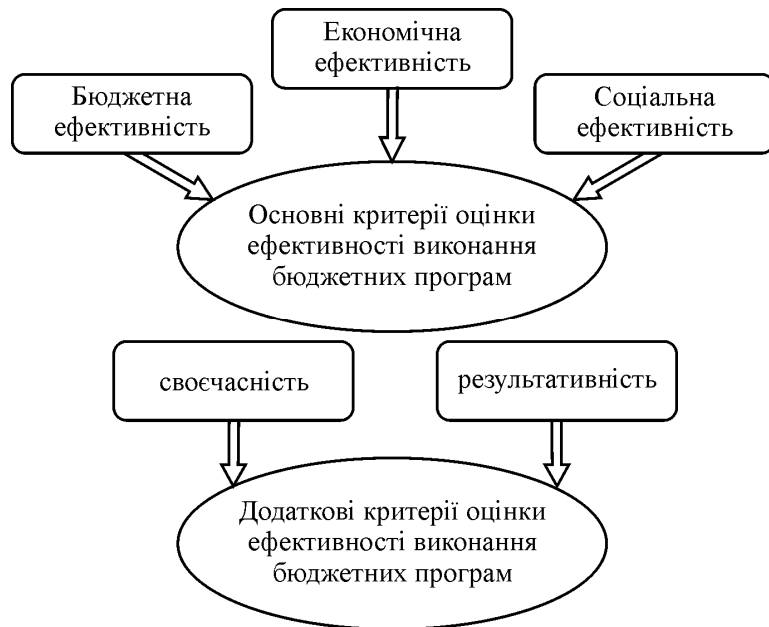 Економічна
ефективність
Бюджетна
ефективність
Соціальна
ефективність
Основні критерії оцінки
ефективності виконання
бюджетних програм
своєчасність
результативність
Додаткові критерії оцінки
ефективності виконання
бюджетних програм